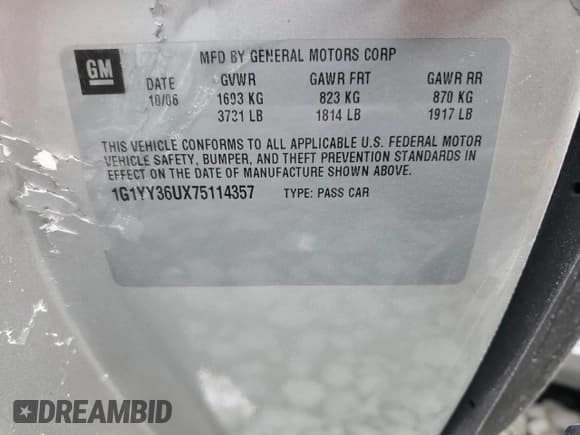 GM
MFD BY GENERAL MOTORS CORP
DATE GVWR GAWR FRT GAWR RR
10/06 1693 KG 823 KG 870 KG
3731 LB 1814 LB 1917 LB
THIS VEHICLE CONFORMS TO ALL APPLICABLE U.S. FEDERAL MOTOR
VEHICLE SAFETY, BUMPER, AND THEFT PREVENTION STANDARDS IN
EFFECT ON THE DATE OF MANUFACTURE SHOWN ABOVE.
1G1YY36UX75114357 TYPE: PASS CAR
DREAMBID